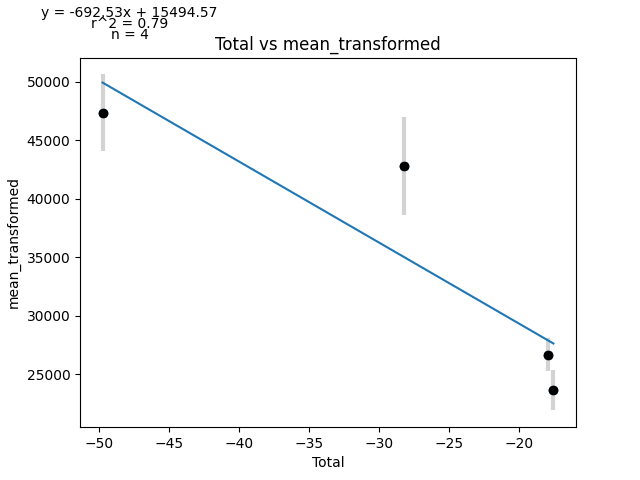 y = -692.53x + 15494.57
r^2 = 0.79
n = 4
Total vs mean_transformed
50000
45000
40000
35000
30000
25000
mean_transformed
−50
−45
−40
−35
−30
−25
−20
Total